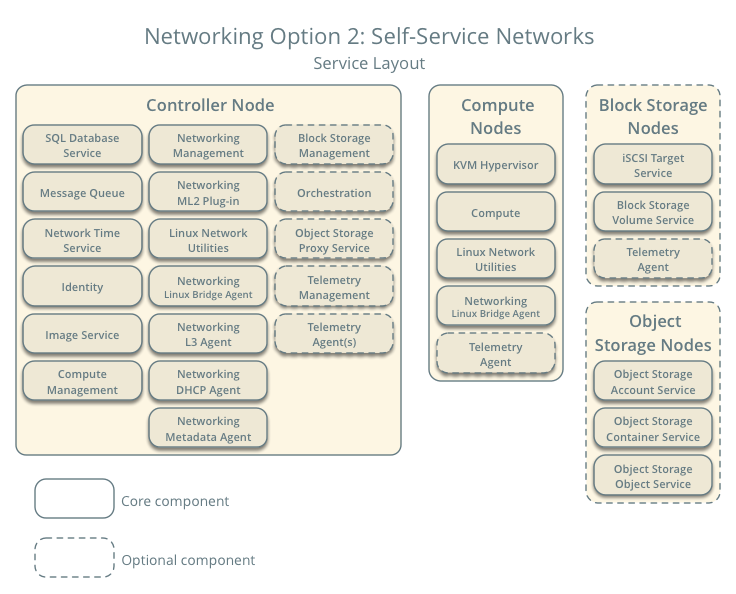 Networking Option 2: Self-Service Networks
Service Layout
Controller Node
SQL Database
Service
Message Queue
Network Time
Service
Identity
Image Service
Compute
Management
Networking
Management
Networking
ML2 Plug-in
Linux Network
Utilities
Networking
Linux Bridge Agent
Networking
L3 Agent
Networking
DHCP Agent
Networking
Metadata Agent
Block Storage
Management
Orchestration
Object Storage
Proxy Service
Telemetry
Management
Telemetry
Agent(s)
Compute
Nodes
KVM Hypervisor
Compute
Linux Network
Utilities
Networking
Linux Bridge Agent
Telemetry
Agent
Block Storage
Nodes
iSCSI Target
Service
Block Storage
Volume Service
Telemetry
Agent
Object
Storage Nodes
Object Storage
Account Service
Object Storage
Container Service
Object Storage
Object Service
Core component
Optional component